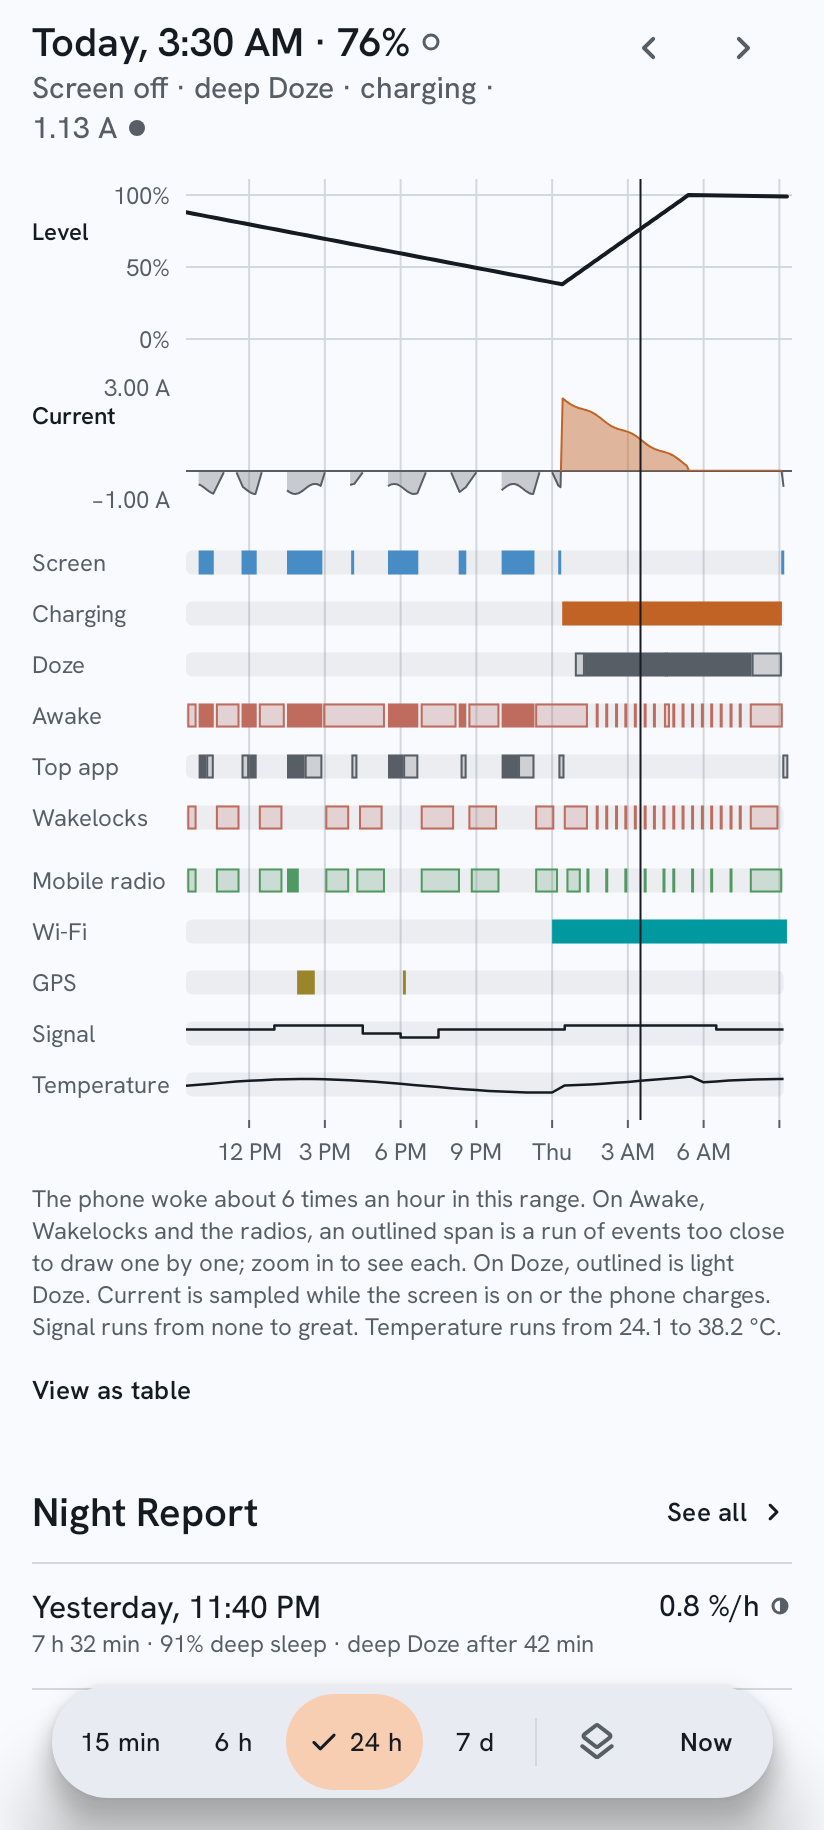 Today, 3:30 AM · 76%
Screen off · deep Doze · charging ·
1.13 A
100%
Level
50%
0%
3.00 A
Current
−1.00 A
Screen
Charging
Doze
Awake
Top app
Wakelocks
Mobile radio
Wi-Fi
GPS
Signal
Temperature
12 PM 3 PM 6 PM 9 PM Thu 3 AM 6 AM
The phone woke about 6 times an hour in this range. On Awake,
Wakelocks and the radios, an outlined span is a run of events too close
to draw one by one; zoom in to see each. On Doze, outlined is light
Doze. Current is sampled while the screen is on or the phone charges.
Signal runs from none to great. Temperature runs from 24.1 to 38.2 °C.
View as table
Night Report
See all
Yesterday, 11:40 PM
0.8 %/h
7 h 32 min · 91% deep sleep · deep Doze after 42 min
15 min 6 h 24 h 7 d Now